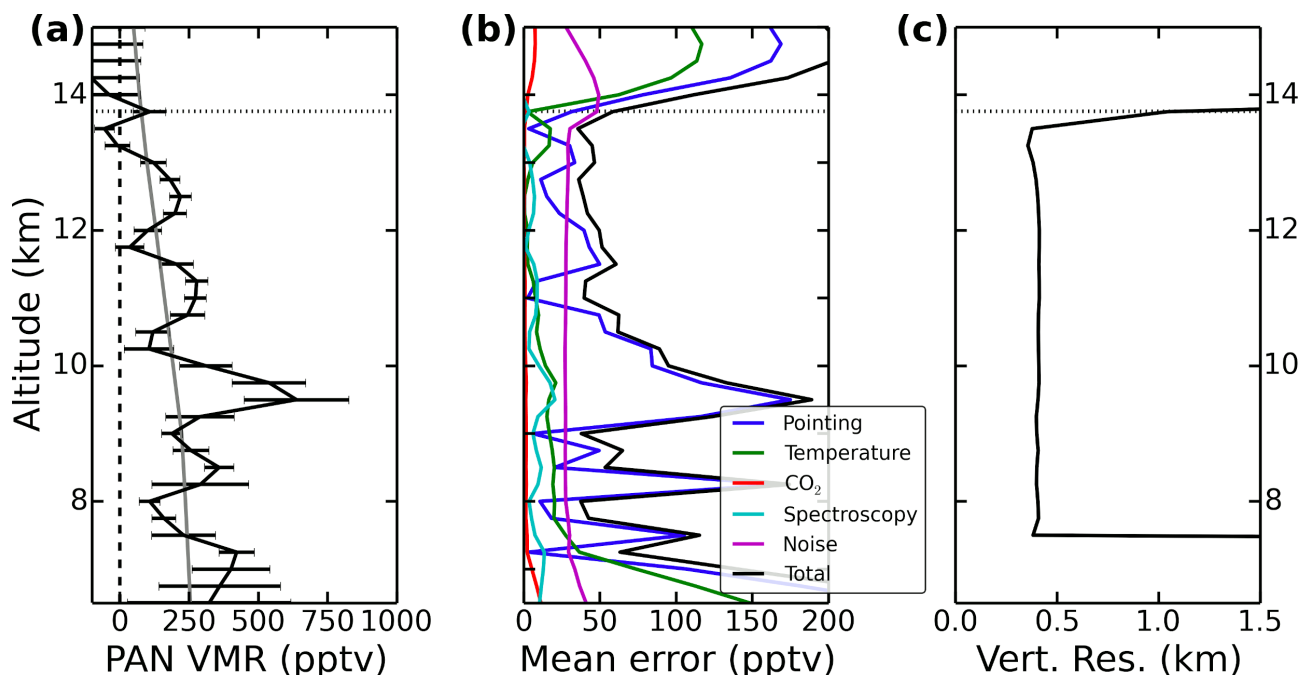 (a)
(b)
(c)
14
12
10
8
Altitude (km)
0
250
500
750
1000
PAN VMR (pptv)
0
50
100
150
200
Mean error (pptv)
Pointing
Temperature
CO₂
Spectroscopy
Noise
Total
14
12
10
8
0.0
0.5
1.0
1.5
Vert. Res. (km)